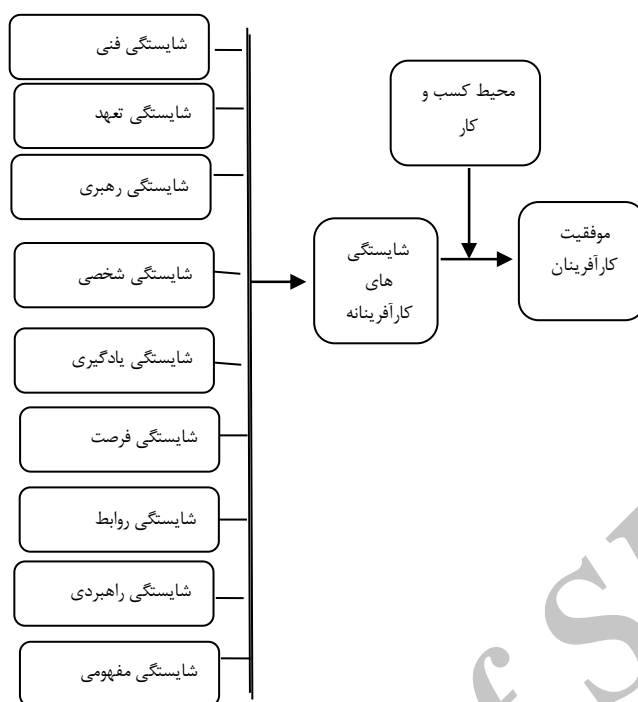 شایستگی فنی
شایستگی تعهد
شایستگی رهبری
شایستگی شخصی
شایستگی یادگیری
شایستگی فرصت
شایستگی روابط
شایستگی راهبردی
شایستگی مفهومی
شایستگی
های
کارآفرینانه
محیط کسب و
کار
موفقیت
کارآفرینان